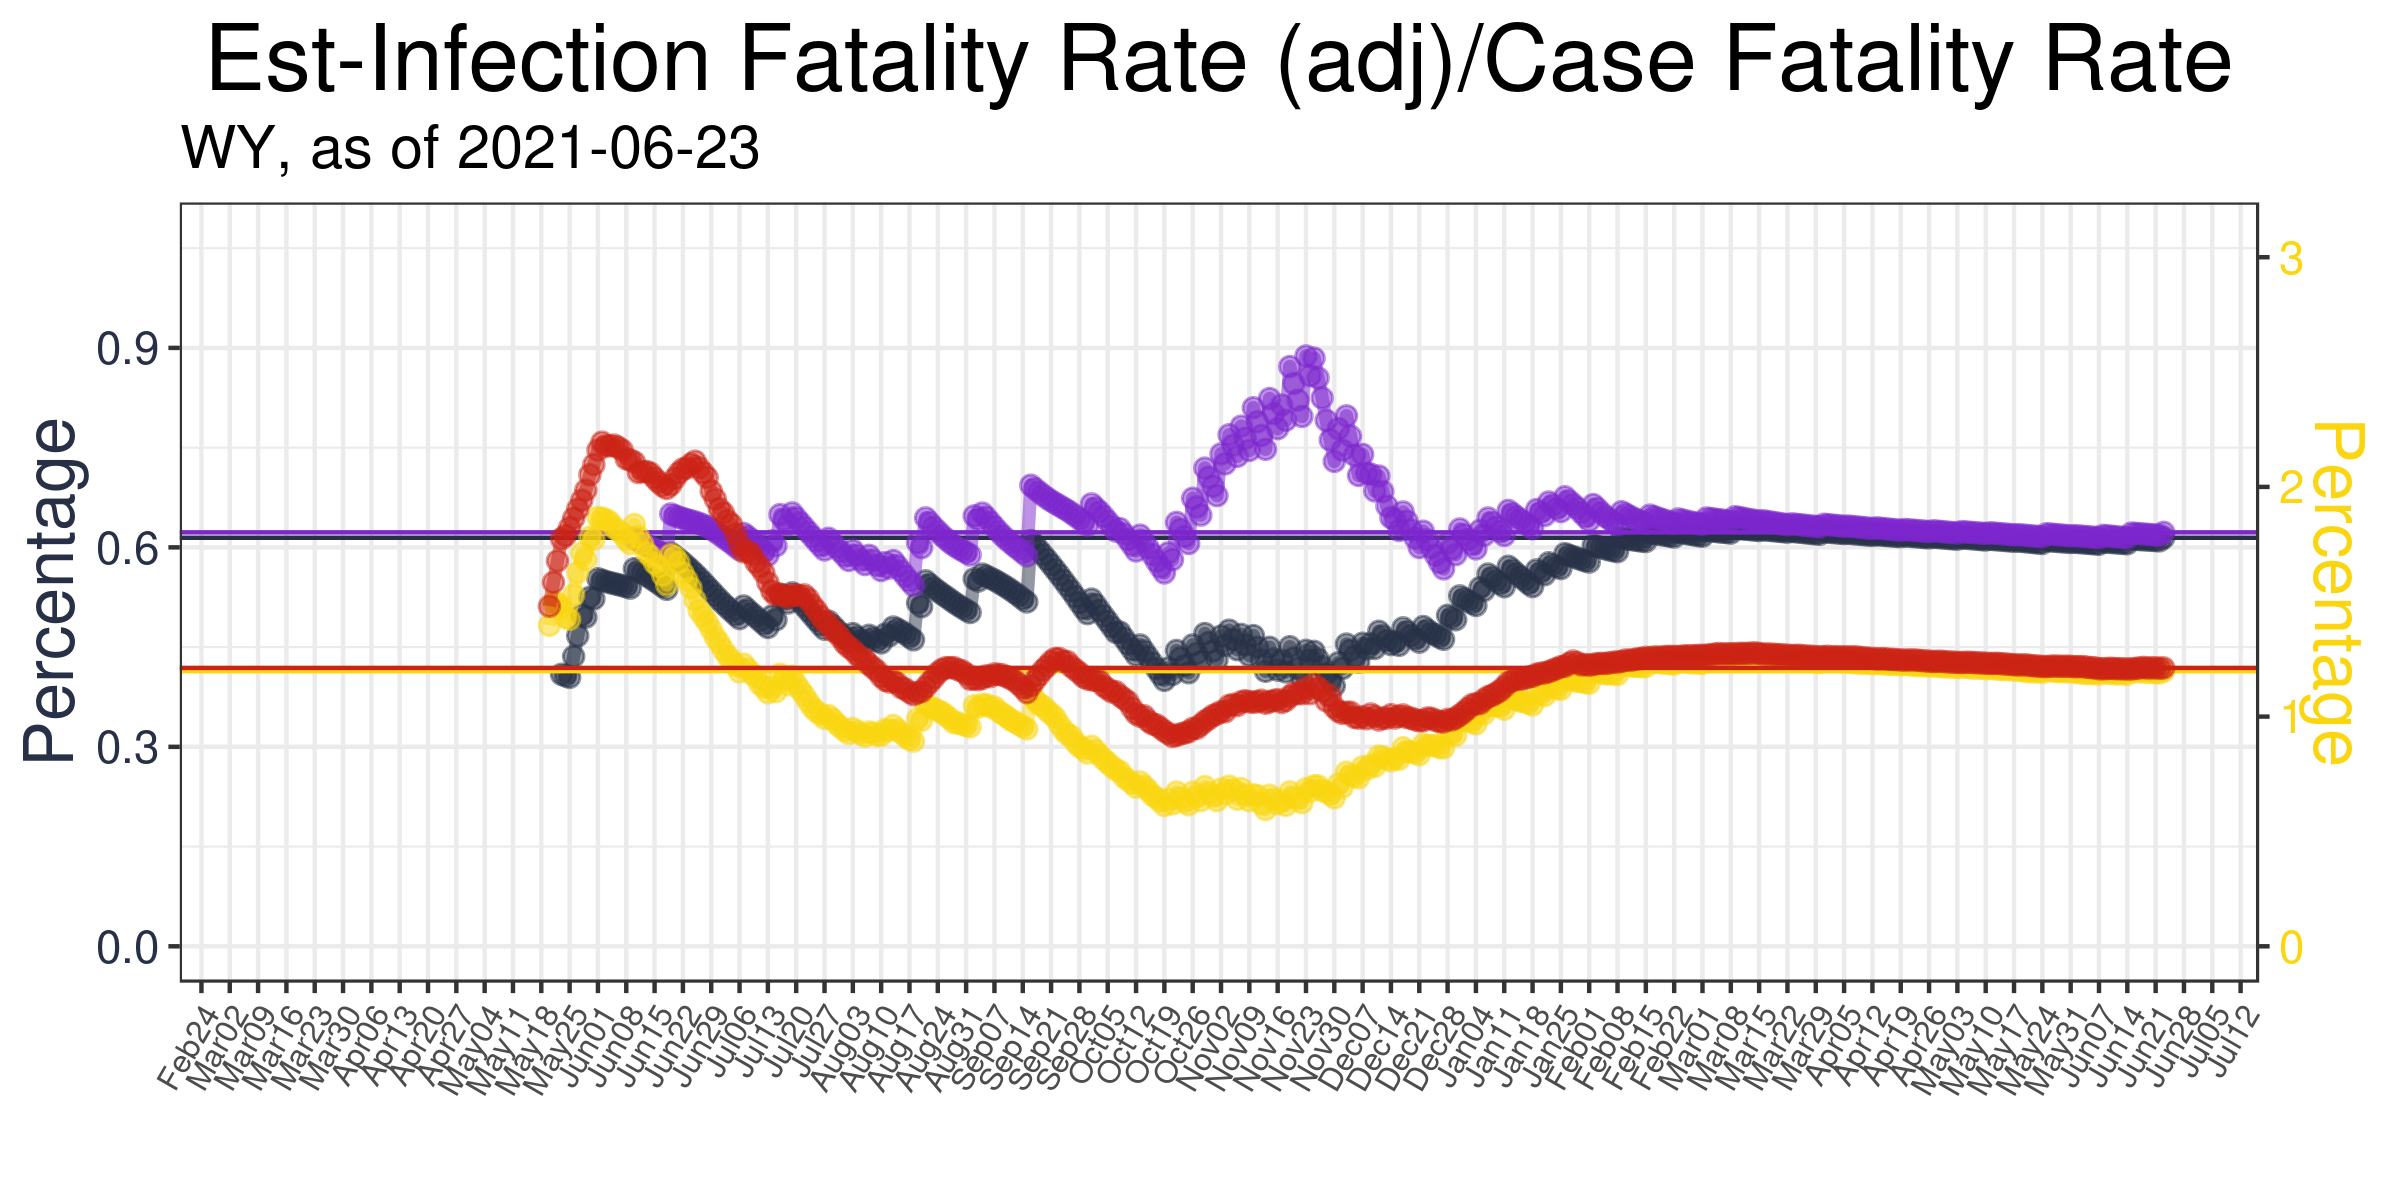 Est-Infection Fatality Rate (adj)/Case Fatality Rate
WY, as of 2021-06-23
Percentage
0.9
0.6
0.3
0.0
3
2
1
0
Percentage
Feb24
Mar02
Mar09
Mar16
Mar23
Mar30
Apr06
Apr13
Apr20
Apr27
May04
May11
May18
May25
Jun01
Jun08
Jun15
Jun22
Jun29
Jul06
Jul13
Jul20
Jul27
Aug03
Aug10
Aug17
Aug24
Aug31
Sep07
Sep14
Sep21
Sep28
Oct05
Oct12
Oct19
Oct26
Nov02
Nov09
Nov16
Nov23
Nov30
Dec07
Dec14
Dec21
Dec28
Jan04
Jan11
Jan18
Jan25
Feb01
Feb08
Feb15
Feb22
Mar01
Mar08
Mar15
Mar22
Mar29
Apr05
Apr12
Apr19
Apr26
May03
May10
May17
May24
May31
Jun07
Jun14
Jun21
Jun28
Jul05
Jul12